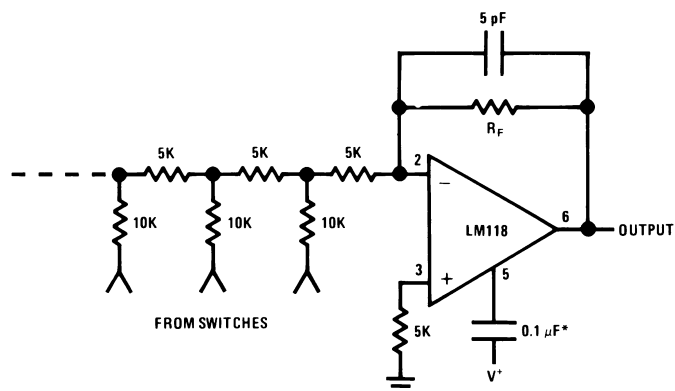 5 pF
R_F
5K 5K 5K
2
10K 10K 10K
LM118
6
OUTPUT
3
5
FROM SWITCHES
5K
0.1 μF*
V⁺